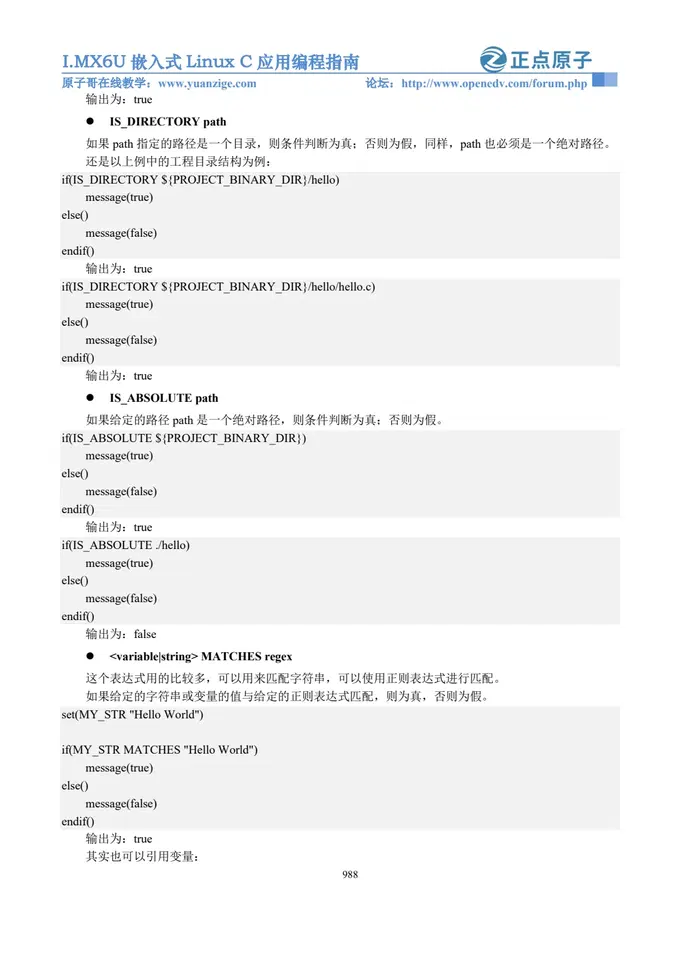 I.MX6U 嵌入式 Linux C 应用编程指南
正点原子
原子哥在线教学：www.yuanzige.com 论坛：http://www.openedv.com/forum.php
输出为：true
● IS_DIRECTORY path
如果 path 指定的路径是一个目录，则条件判断为真；否则为假，同样，path 也必须是一个绝对路径。
还是以上例中的工程目录结构为例：
if(IS_DIRECTORY ${PROJECT_BINARY_DIR}/hello)
message(true)
else()
message(false)
endif()
输出为：true
if(IS_DIRECTORY ${PROJECT_BINARY_DIR}/hello/hello.c)
message(true)
else()
message(false)
endif()
输出为：true
● IS_ABSOLUTE path
如果给定的路径 path 是一个绝对路径，则条件判断为真；否则为假。
if(IS_ABSOLUTE ${PROJECT_BINARY_DIR})
message(true)
else()
message(false)
endif()
输出为：true
if(IS_ABSOLUTE ./hello)
message(true)
else()
message(false)
endif()
输出为：false
● <variable|string> MATCHES regex
这个表达式用的比较多，可以用来匹配字符串，可以使用正则表达式进行匹配。
如果给定的字符串或变量的值与给定的正则表达式匹配，则为真，否则为假。
set(MY_STR "Hello World")
if(MY_STR MATCHES "Hello World")
message(true)
else()
message(false)
endif()
输出为：true
其实也可以引用变量：
988